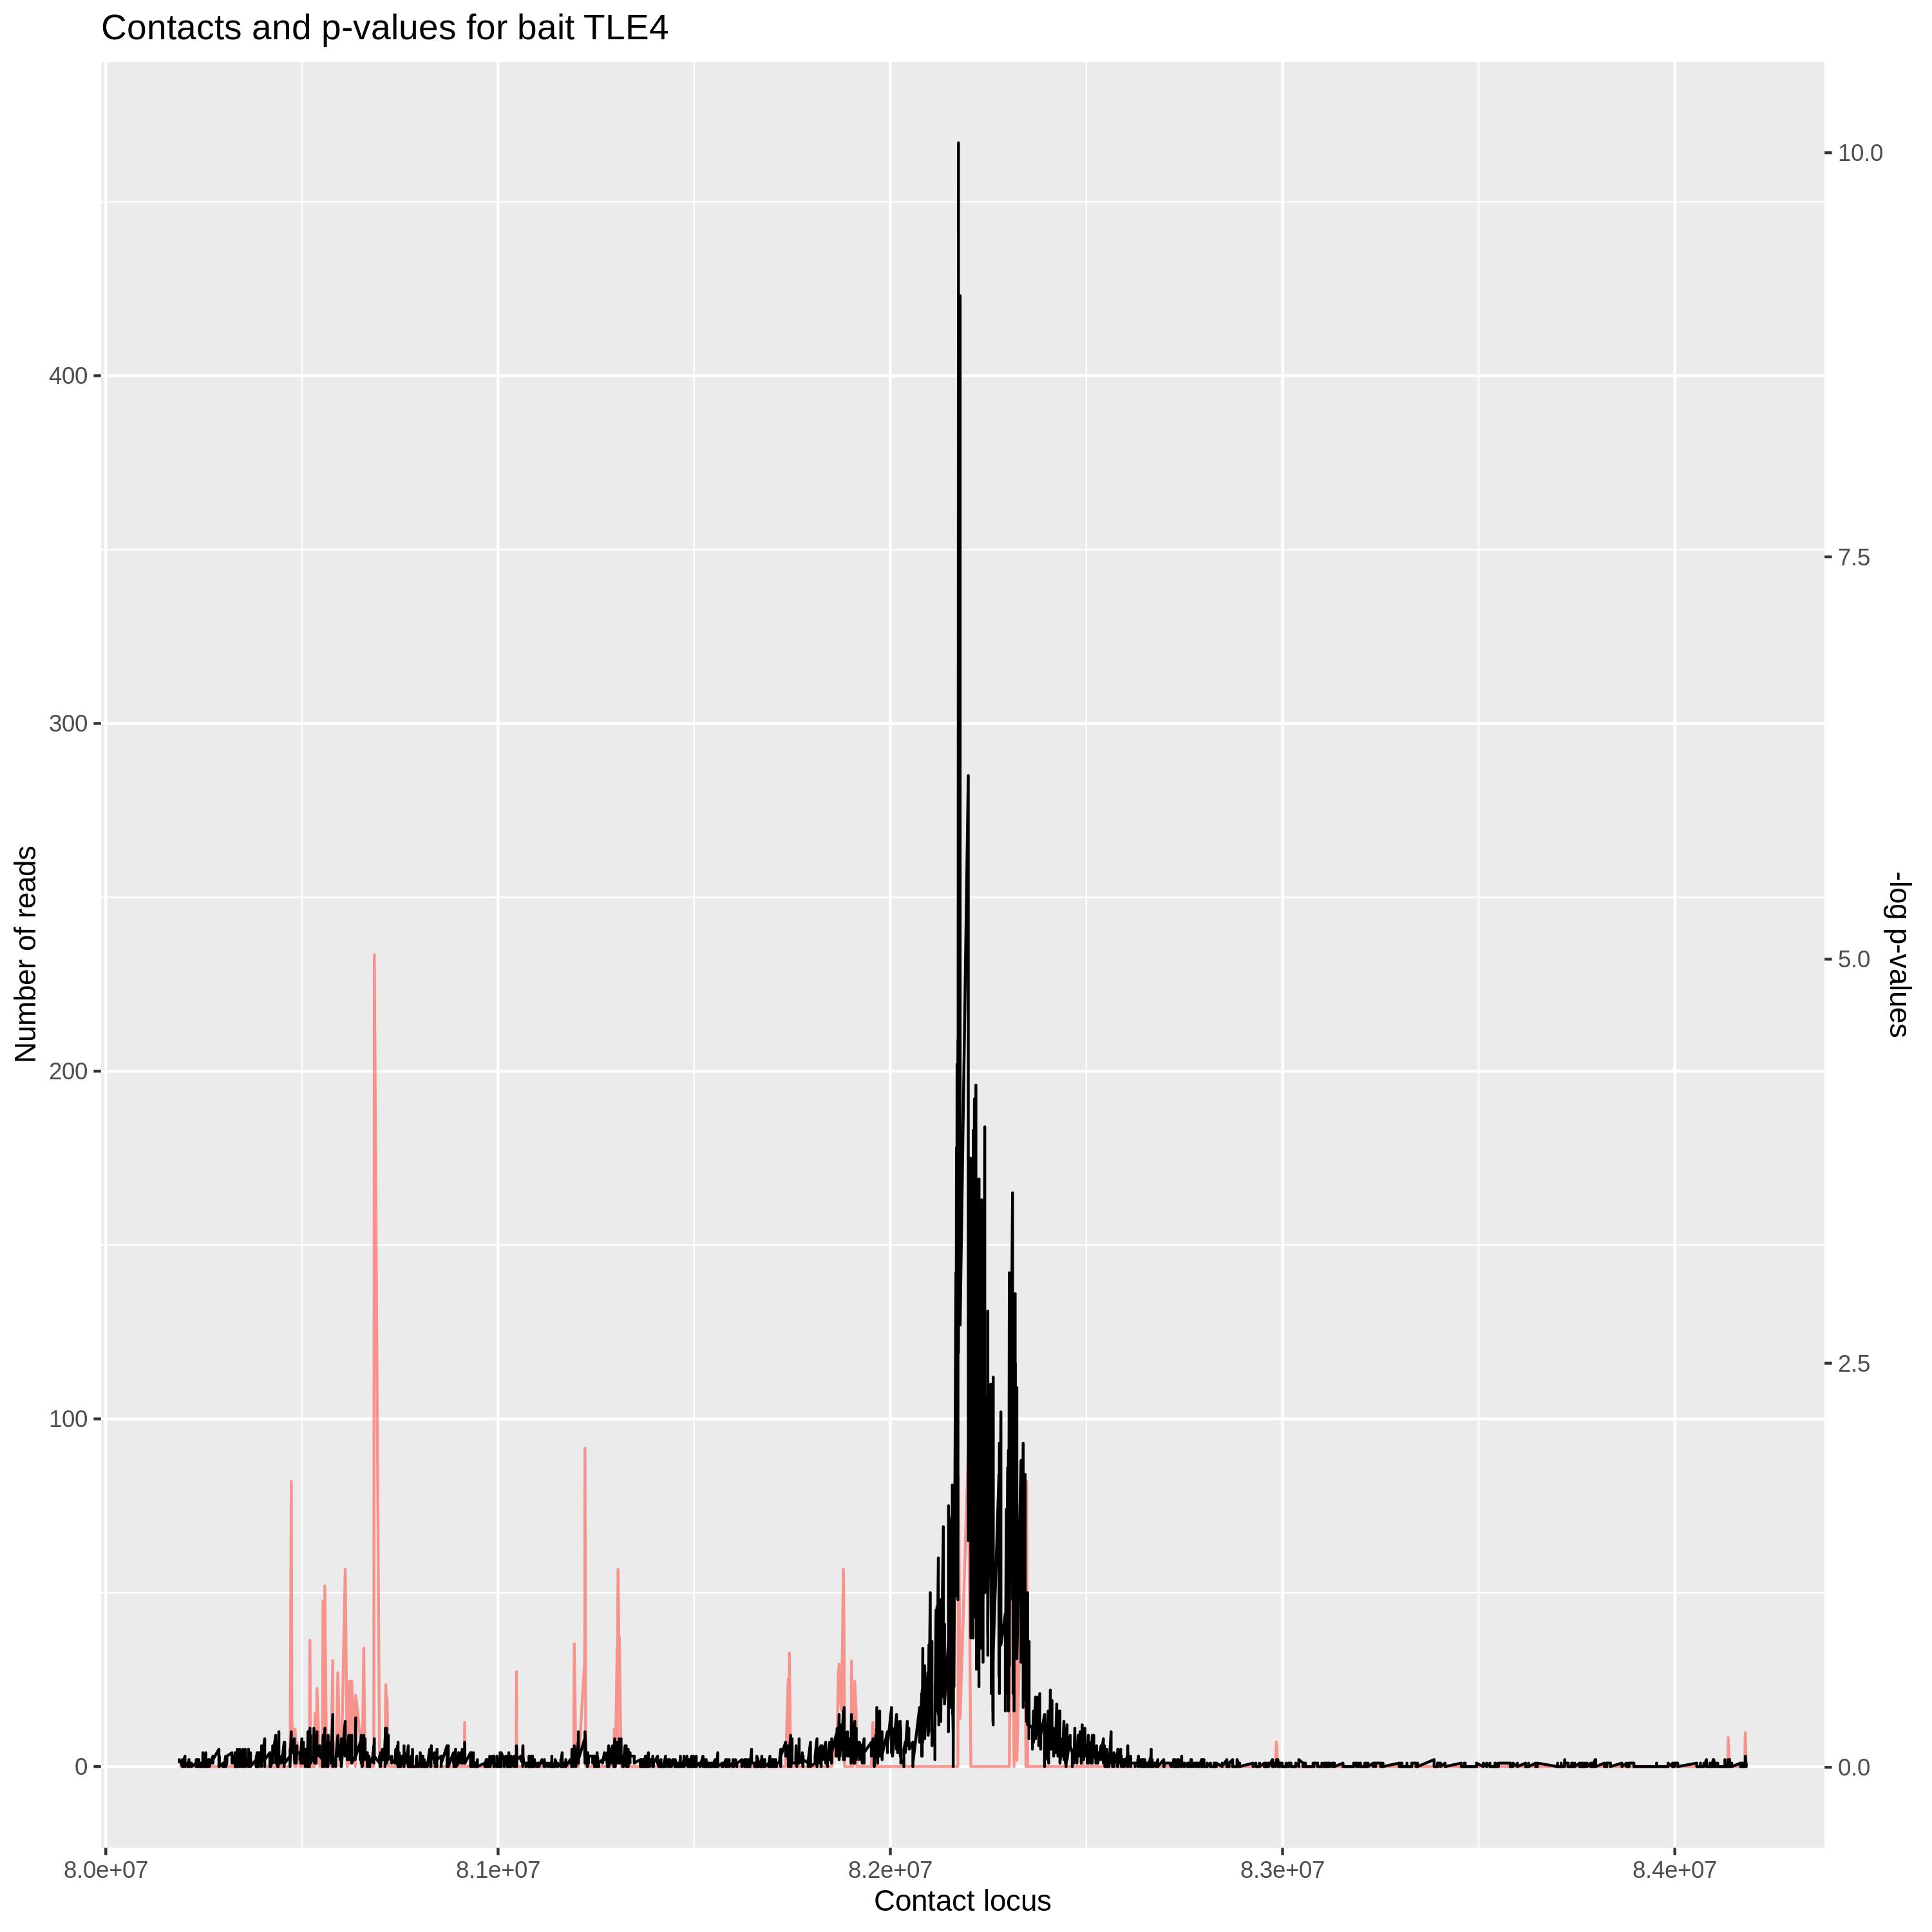 Contacts and p-values for bait TLE4
Number of reads
400
300
200
100
0
10.0
7.5
5.0
2.5
0.0
-log p-values
8.0e+07
8.1e+07
8.2e+07
8.3e+07
8.4e+07
Contact locus